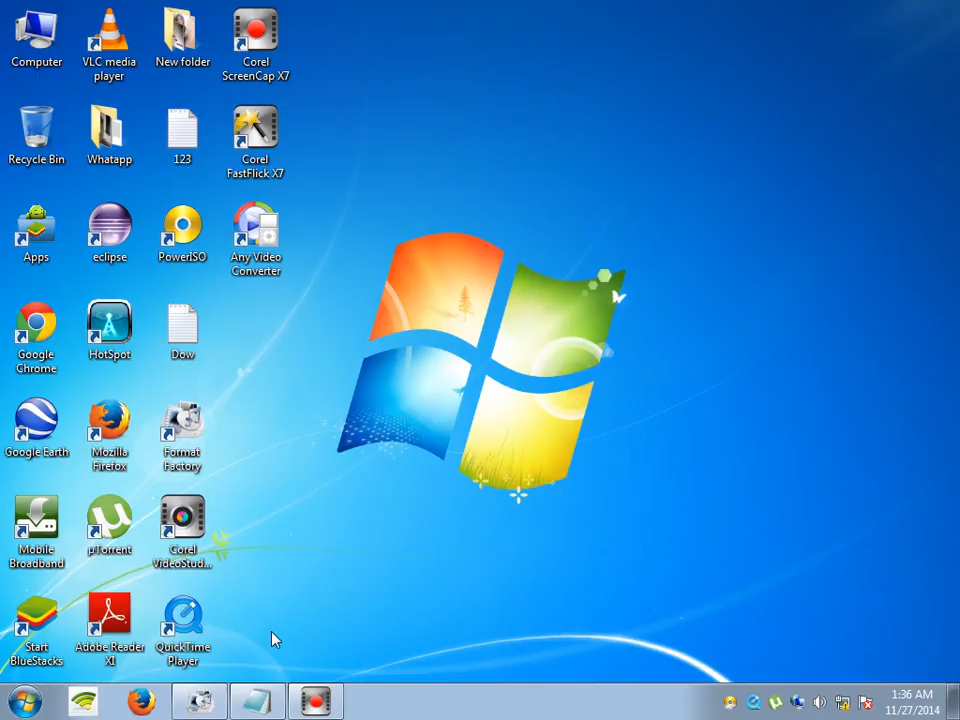 Computer
VLC media
player
New folder
Corel
ScreenCap X7
Recycle Bin
Whatapp
123
Corel
FastFlick X7
Apps
eclipse
PowerISO
Any Video
Converter
Google
Chrome
HotSpot
Dow
Google Earth
Mozilla
Firefox
Format
Factory
Mobile
Broadband
µTorrent
Corel
VideoStud...
Start
BlueStacks
Adobe Reader
XI
QuickTime
Player
1:36 AM
11/27/2014